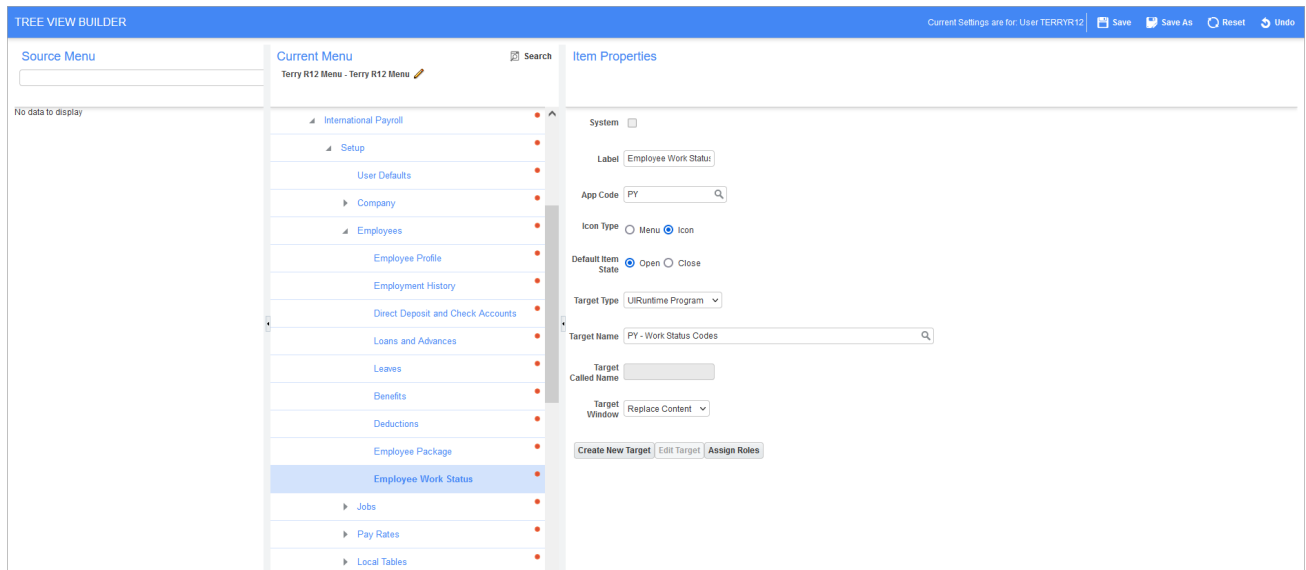 TREE VIEW BUILDER
Current Settings are for: User TERRYR12
Save
Save As
Reset
Undo
Source Menu
No data to display
Current Menu
Search
Terry R12 Menu - Terry R12 Menu
International Payroll
Setup
User Defaults
Company
Employees
Employee Profile
Employment History
Direct Deposit and Check Accounts
Loans and Advances
Leaves
Benefits
Deductions
Employee Package
Employee Work Status
Jobs
Pay Rates
Local Tables
Item Properties
System
Label Employee Work Status
App Code PY
Icon Type Menu Icon
Default Item
State Open Close
Target Type UIRuntime Program
Target Name PY - Work Status Codes
Target
Called Name
Target
Window Replace Content
Create New Target Edit Target Assign Roles